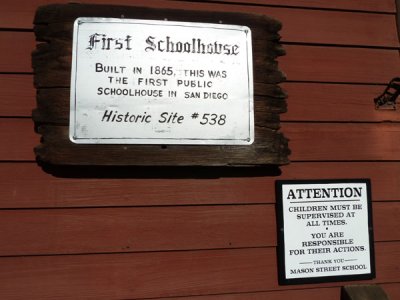 First Schoolhouse
BUILT IN 1865, THIS WAS
THE FIRST PUBLIC
SCHOOLHOUSE IN SAN DIEGO
Historic Site #538
ATTENTION
CHILDREN MUST BE
SUPERVISED AT
ALL TIMES.
YOU ARE
RESPONSIBLE
FOR THEIR ACTIONS.
THANK YOU
MASON STREET SCHOOL